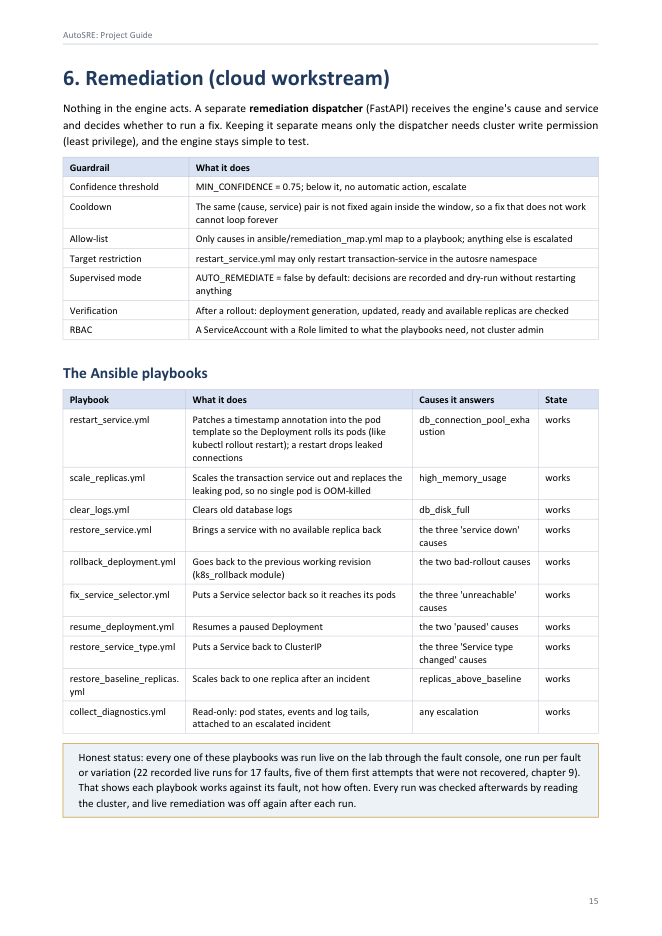 AutoSRE: Project Guide
6. Remediation (cloud workstream)
Nothing in the engine acts. A separate remediation dispatcher (FastAPI) receives the engine's cause and service
and decides whether to run a fix. Keeping it separate means only the dispatcher needs cluster write permission
(least privilege), and the engine stays simple to test.
Guardrail What it does
Confidence threshold MIN_CONFIDENCE = 0.75; below it, no automatic action, escalate
Cooldown The same (cause, service) pair is not fixed again inside the window, so a fix that does not work
cannot loop forever
Allow-list Only causes in ansible/remediation_map.yml map to a playbook; anything else is escalated
Target restriction restart_service.yml may only restart transaction-service in the autosre namespace
Supervised mode AUTO_REMEDIATE = false by default: decisions are recorded and dry-run without restarting
anything
Verification After a rollout: deployment generation, updated, ready and available replicas are checked
RBAC A ServiceAccount with a Role limited to what the playbooks need, not cluster admin
The Ansible playbooks
Playbook What it does Causes it answers State
restart_service.yml Patches a timestamp annotation into the pod db_connection_pool_exha works
template so the Deployment rolls its pods (like ustion
kubectl rollout restart); a restart drops leaked
connections
scale_replicas.yml Scales the transaction service out and replaces the high_memory_usage works
leaking pod, so no single pod is OOM-killed
clear_logs.yml Clears old database logs db_disk_full works
restore_service.yml Brings a service with no available replica back the three 'service down' works
causes
rollback_deployment.yml Goes back to the previous working revision the two bad-rollout causes works
(k8s_rollback module)
fix_service_selector.yml Puts a Service selector back so it reaches its pods the three 'unreachable' works
causes
resume_deployment.yml Resumes a paused Deployment the two 'paused' causes works
restore_service_type.yml Puts a Service back to ClusterIP the three 'Service type works
changed' causes
restore_baseline_replicas. Scales back to one replica after an incident replicas_above_baseline works
yml
collect_diagnostics.yml Read-only: pod states, events and log tails, any escalation works
attached to an escalated incident
Honest status: every one of these playbooks was run live on the lab through the fault console, one run per fault
or variation (22 recorded live runs for 17 faults, five of them first attempts that were not recovered, chapter 9).
That shows each playbook works against its fault, not how often. Every run was checked afterwards by reading
the cluster, and live remediation was off again after each run.
15